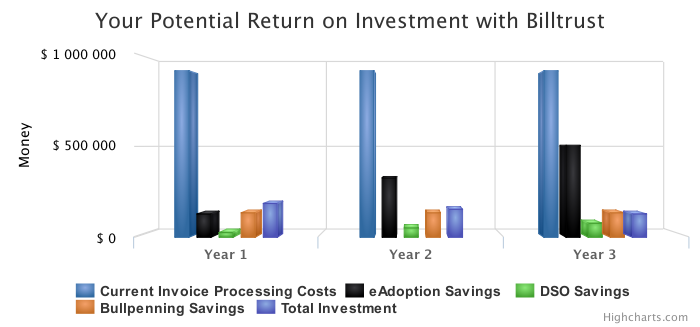 Your Potential Return on Investment with Billtrust
$ 1 000 000
$ 500 000
$ 0
Money
Year 1
Year 2
Year 3
Current Invoice Processing Costs
eAdoption Savings
DSO Savings
Bullpenning Savings
Total Investment
Highcharts.com